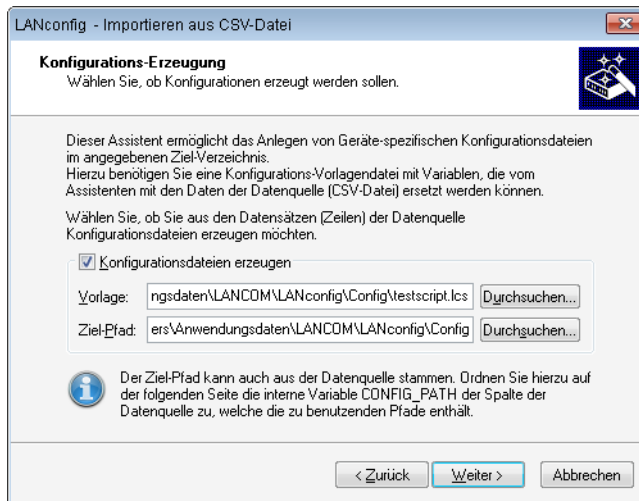 LANconfig - Importieren aus CSV-Datei
Konfigurations-Erzeugung
Wählen Sie, ob Konfigurationen erzeugt werden sollen.
Dieser Assistent ermöglicht das Anlegen von Geräte-spezifischen Konfigurationsdateien
im angegebenen Ziel-Verzeichnis.
Hierzu benötigen Sie eine Konfigurations-Vorlagendatei mit Variablen, die vom
Assistenten mit den Daten der Datenquelle (CSV-Datei) ersetzt werden können.
Wählen Sie, ob Sie aus den Datensätzen (Zeilen) der Datenquelle
Konfigurationsdateien erzeugen möchten.
Konfigurationsdateien erzeugen
Vorlage: ngsdaten\LANCOM\LANconfig\Config\testscript.lcs Durchsuchen...
Ziel-Pfad: ers\Anwendungsdaten\LANCOM\LANconfig\Config Durchsuchen...
Der Ziel-Pfad kann auch aus der Datenquelle stammen. Ordnen Sie hierzu auf
der folgenden Seite die interne Variable CONFIG_PATH der Spalte der
Datenquelle zu, welche die zu benutzenden Pfade enthält.
< Zurück Weiter > Abbrechen